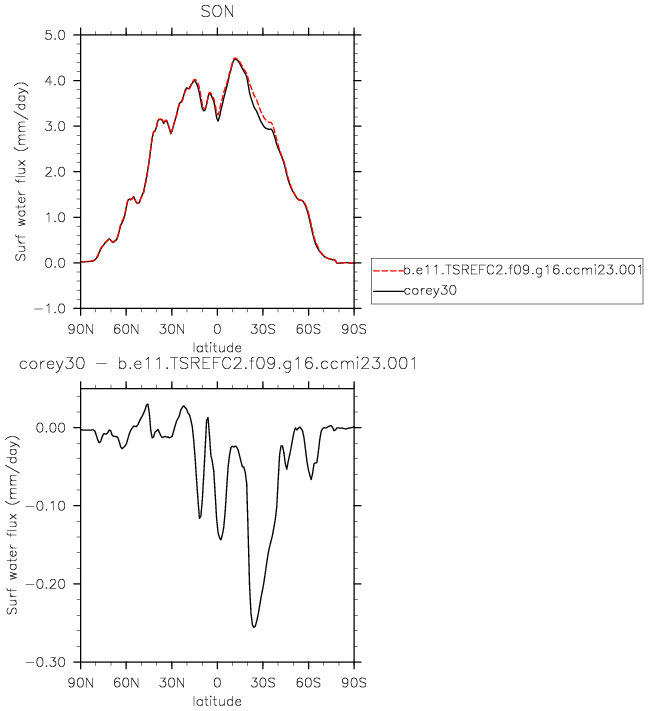 SON
Surf water flux (mm/day)
5.0
4.0
3.0
2.0
1.0
0.0
−1.0
90N 60N 30N 0 30S 60S 90S
latitude
b.e11.TSREFC2.f09.g16.ccmi23.001
corey30
corey30 − b.e11.TSREFC2.f09.g16.ccmi23.001
Surf water flux (mm/day)
0.00
−0.10
−0.20
−0.30
90N 60N 30N 0 30S 60S 90S
latitude